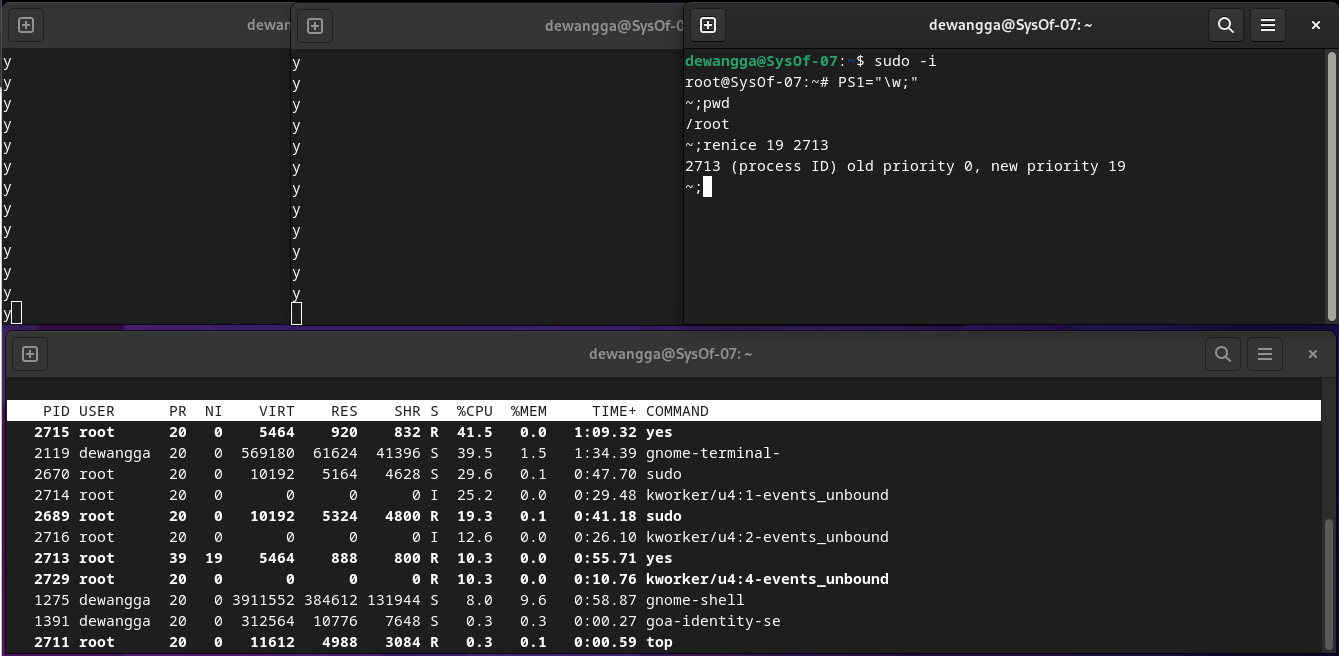 dewan
y
y
y
y
y
y
y
y
y
y
y
y
y
dewangga@SysOf-0
y
y
y
y
y
y
y
y
y
y
y
y
dewangga@SysOf-07: ~
dewangga@SysOf-07:~$ sudo -i
root@SysOf-07:~# PS1="\w;"
~;pwd
/root
~;renice 19 2713
2713 (process ID) old priority 0, new priority 19
~;
dewangga@SysOf-07: ~
PID USER PR NI VIRT RES SHR S %CPU %MEM TIME+ COMMAND
2715 root 20 0 5464 920 832 R 41.5 0.0 1:09.32 yes
2119 dewangga 20 0 569180 61624 41396 S 39.5 1.5 1:34.39 gnome-terminal-
2670 root 20 0 10192 5164 4628 S 29.6 0.1 0:47.70 sudo
2714 root 20 0 0 0 0 I 25.2 0.0 0:29.48 kworker/u4:1-events_unbound
2689 root 20 0 10192 5324 4800 R 19.3 0.1 0:41.18 sudo
2716 root 20 0 0 0 0 I 12.6 0.0 0:26.10 kworker/u4:2-events_unbound
2713 root 39 19 5464 888 800 R 10.3 0.0 0:55.71 yes
2729 root 20 0 0 0 0 R 10.3 0.0 0:10.76 kworker/u4:4-events_unbound
1275 dewangga 20 0 3911552 384612 131944 S 8.0 9.6 0:58.87 gnome-shell
1391 dewangga 20 0 312564 10776 7648 S 0.3 0.3 0:00.27 goa-identity-se
2711 root 20 0 11612 4988 3084 R 0.3 0.1 0:00.59 top